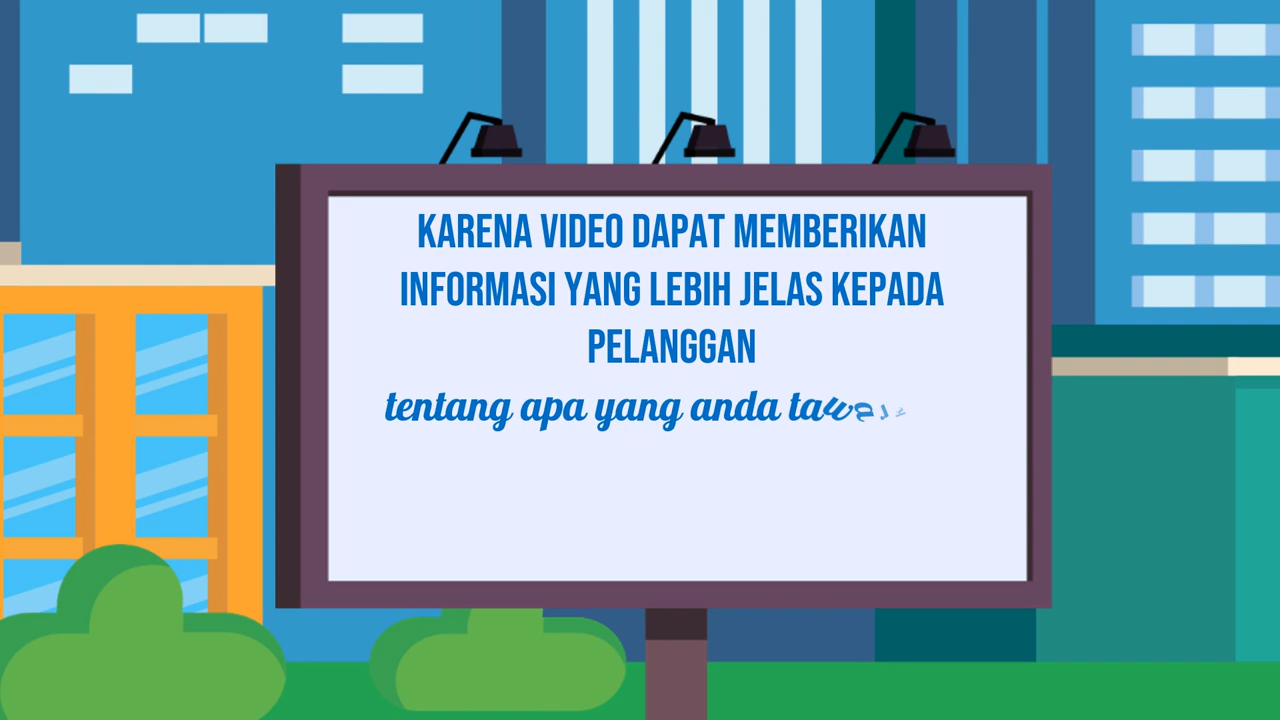 KARENA VIDEO DAPAT MEMBERIKAN
INFORMASI YANG LEBIH JELAS KEPADA
PELANGGAN
tentang apa yang anda